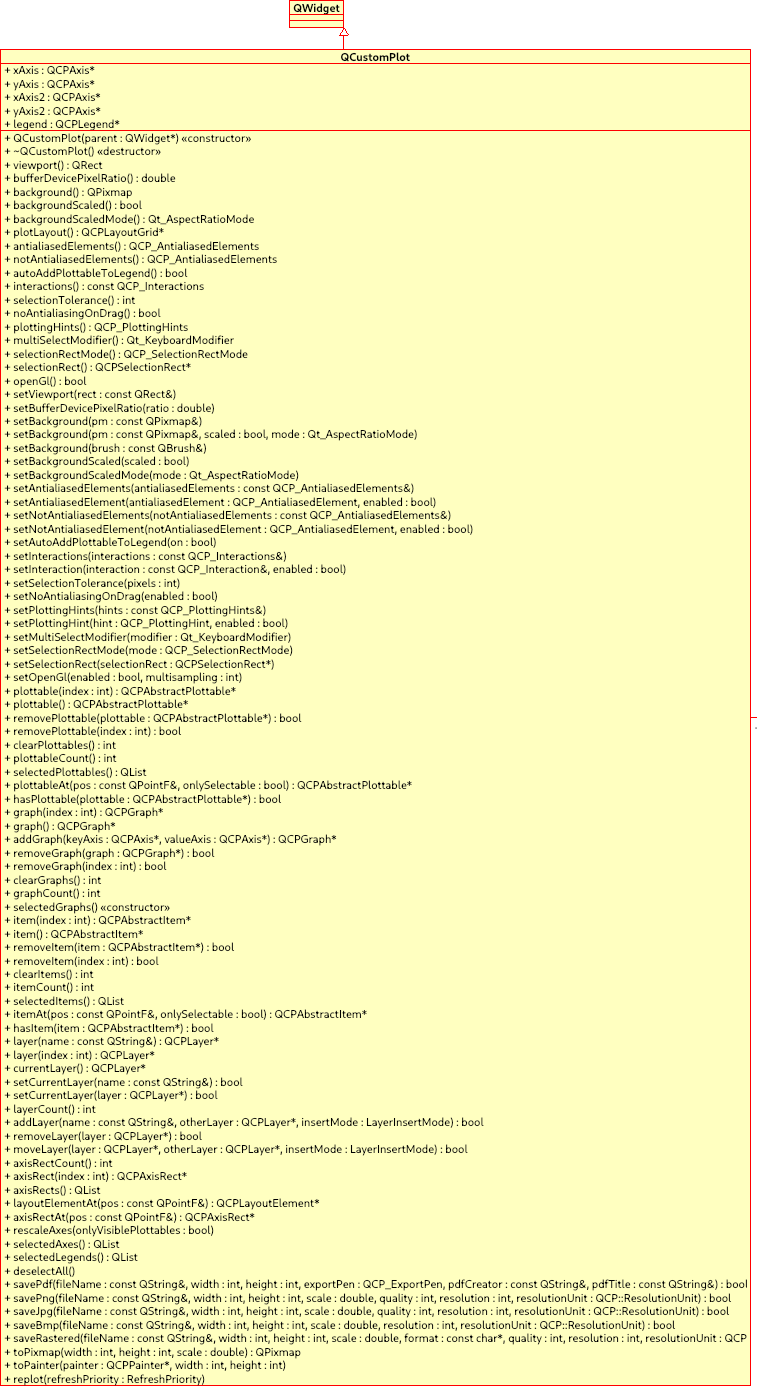 QWidget
QCustomPlot
+ xAxis : QCPAxis*
+ yAxis : QCPAxis*
+ xAxis2 : QCPAxis*
+ yAxis2 : QCPAxis*
+ legend : QCPLegend*
+ QCustomPlot(parent : QWidget*) «constructor»
+ ~QCustomPlot() «destructor»
+ viewport() : QRect
+ bufferDevicePixelRatio() : double
+ background() : QPixmap
+ backgroundScaled() : bool
+ backgroundScaledMode() : Qt_AspectRatioMode
+ plotLayout() : QCPLayoutGrid*
+ antialiasedElements() : QCP_AntialiasedElements
+ notAntialiasedElements() : QCP_AntialiasedElements
+ autoAddPlottableToLegend() : bool
+ interactions() : const QCP_Interactions
+ selectionTolerance() : int
+ noAntialiasingOnDrag() : bool
+ plottingHints() : QCP_PlottingHints
+ multiSelectModifier() : Qt_KeyboardModifier
+ selectionRectMode() : QCP_SelectionRectMode
+ selectionRect() : QCPSelectionRect*
+ openGl() : bool
+ setViewport(rect : const QRect&)
+ setBufferDevicePixelRatio(ratio : double)
+ setBackground(pm : const QPixmap&)
+ setBackground(pm : const QPixmap&, scaled : bool, mode : Qt_AspectRatioMode)
+ setBackground(brush : const QBrush&)
+ setBackgroundScaled(scaled : bool)
+ setBackgroundScaledMode(mode : Qt_AspectRatioMode)
+ setAntialiasedElements(antialiasedElements : const QCP_AntialiasedElements&)
+ setAntialiasedElement(antialiasedElement : QCP_AntialiasedElement, enabled : bool)
+ setNotAntialiasedElements(notAntialiasedElements : const QCP_AntialiasedElements&)
+ setNotAntialiasedElement(notAntialiasedElement : QCP_AntialiasedElement, enabled : bool)
+ setAutoAddPlottableToLegend(on : bool)
+ setInteractions(interactions : const QCP_Interactions&)
+ setInteraction(interaction : const QCP_Interaction&, enabled : bool)
+ setSelectionTolerance(pixels : int)
+ setNoAntialiasingOnDrag(enabled : bool)
+ setPlottingHints(hints : const QCP_PlottingHints&)
+ setPlottingHint(hint : QCP_PlottingHint, enabled : bool)
+ setMultiSelectModifier(modifier : Qt_KeyboardModifier)
+ setSelectionRectMode(mode : QCP_SelectionRectMode)
+ setSelectionRect(selectionRect : QCPSelectionRect*)
+ setOpenGl(enabled : bool, multisampling : int)
+ plottable(index : int) : QCPAbstractPlottable*
+ plottable() : QCPAbstractPlottable*
+ removePlottable(plottable : QCPAbstractPlottable*) : bool
+ removePlottable(index : int) : bool
+ clearPlottables() : int
+ plottableCount() : int
+ selectedPlottables() : QList
+ plottableAt(pos : const QPointF&, onlySelectable : bool) : QCPAbstractPlottable*
+ hasPlottable(plottable : QCPAbstractPlottable*) : bool
+ graph(index : int) : QCPGraph*
+ graph() : QCPGraph*
+ addGraph(keyAxis : QCPAxis*, valueAxis : QCPAxis*) : QCPGraph*
+ removeGraph(graph : QCPGraph*) : bool
+ removeGraph(index : int) : bool
+ clearGraphs() : int
+ graphCount() : int
+ selectedGraphs() «constructor»
+ item(index : int) : QCPAbstractItem*
+ item() : QCPAbstractItem*
+ removeItem(item : QCPAbstractItem*) : bool
+ removeItem(index : int) : bool
+ clearItems() : int
+ itemCount() : int
+ selectedItems() : QList
+ itemAt(pos : const QPointF&, onlySelectable : bool) : QCPAbstractItem*
+ hasItem(item : QCPAbstractItem*) : bool
+ layer(name : const QString&) : QCPLayer*
+ layer(index : int) : QCPLayer*
+ currentLayer() : QCPLayer*
+ setCurrentLayer(name : const QString&) : bool
+ setCurrentLayer(layer : QCPLayer*) : bool
+ layerCount() : int
+ addLayer(name : const QString&, otherLayer : QCPLayer*, insertMode : LayerInsertMode) : bool
+ removeLayer(layer : QCPLayer*) : bool
+ moveLayer(layer : QCPLayer*, otherLayer : QCPLayer*, insertMode : LayerInsertMode) : bool
+ axisRectCount() : int
+ axisRect(index : int) : QCPAxisRect*
+ axisRects() : QList
+ layoutElementAt(pos : const QPointF&) : QCPLayoutElement*
+ axisRectAt(pos : const QPointF&) : QCPAxisRect*
+ rescaleAxes(onlyVisiblePlottables : bool)
+ selectedAxes() : QList
+ selectedLegends() : QList
+ deselectAll()
+ savePdf(fileName : const QString&, width : int, height : int, exportPen : QCP_ExportPen, pdfCreator : const QString&, pdfTitle : const QString&) : bool
+ savePng(fileName : const QString&, width : int, height : int, scale : double, quality : int, resolution : int, resolutionUnit : QCP::ResolutionUnit) : bool
+ saveJpg(fileName : const QString&, width : int, height : int, scale : double, quality : int, resolution : int, resolutionUnit : QCP::ResolutionUnit) : bool
+ saveBmp(fileName : const QString&, width : int, height : int, scale : double, resolution : int, resolutionUnit : QCP::ResolutionUnit) : bool
+ saveRastered(fileName : const QString&, width : int, height : int, scale : double, format : const char*, quality : int, resolution : int, resolutionUnit : QCP
+ toPixmap(width : int, height : int, scale : double) : QPixmap
+ toPainter(painter : QCPPainter*, width : int, height : int)
+ replot(refreshPriority : RefreshPriority)